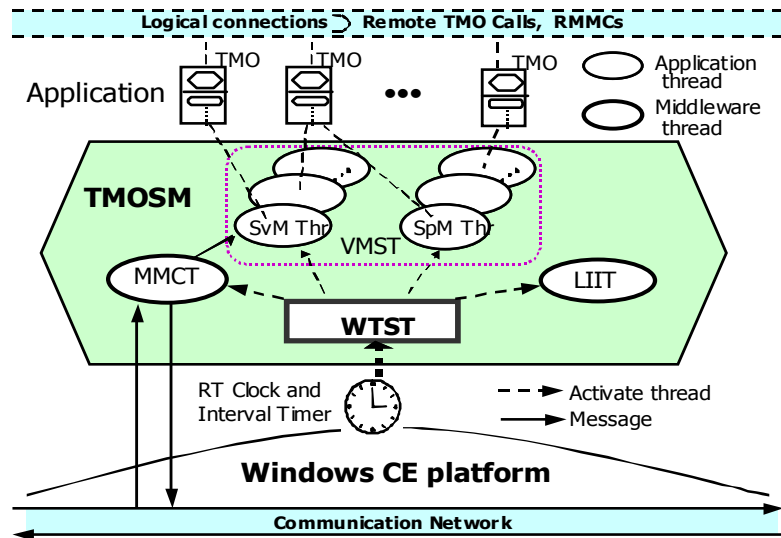 Logical connections Remote TMO Calls, RMMCs
TMO
TMO
TMO
Application
•••
Application
thread
Middleware
thread
TMOSM
SvM Thr
SpM Thr
VMST
MMCT
LIIT
WTST
RT Clock and
Interval Timer
Activate thread
Message
Windows CE platform
Communication Network